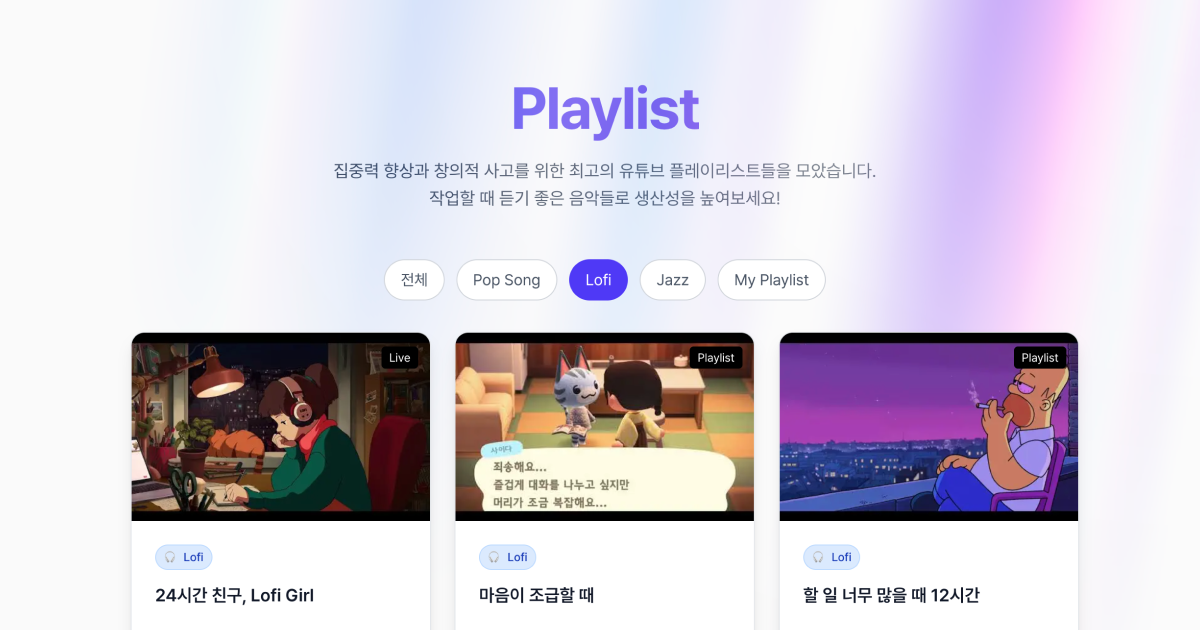 Playlist
집중력 향상과 창의적 사고를 위한 최고의 유튜브 플레이리스트들을 모았습니다.
작업할 때 듣기 좋은 음악들로 생산성을 높여보세요!
전체
Pop Song
Lofi
Jazz
My Playlist
Live
Playlist
Playlist
사이다
죄송해요...
즐겁게 대화를 나누고 싶지만
머리가 조금 복잡해요...
Lofi
Lofi
Lofi
24시간 친구, Lofi Girl
마음이 조급할 때
할 일 너무 많을 때 12시간